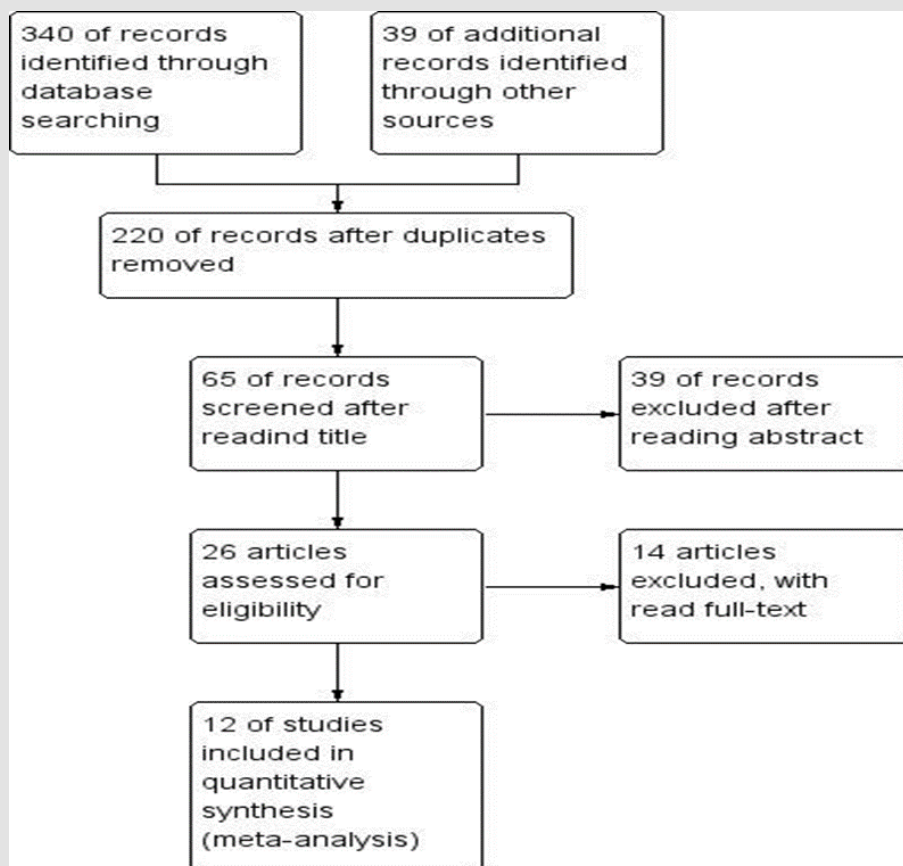 340 of records
identified through
database
searching
39 of additional
records identified
through other
sources
220 of records after duplicates
removed
65 of records
screened after
readind title
39 of records
excluded after
reading abstract
26 articles
assessed for
eligibility
14 articles
excluded, with
read full-text
12 of studies
included in
quantitative
synthesis
(meta-analysis)